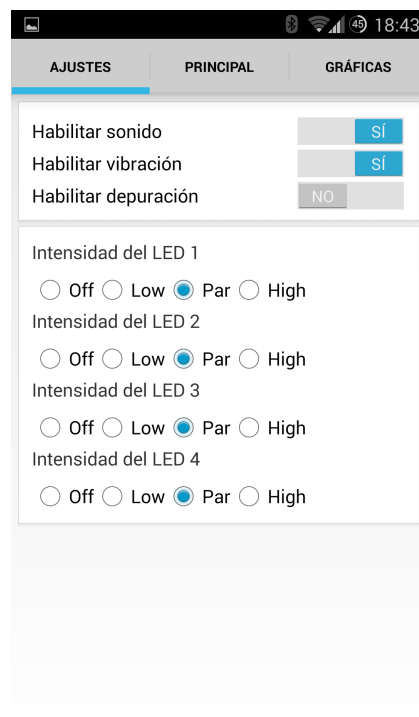 45 18:43
AJUSTES PRINCIPAL GRÁFICAS
Habilitar sonido SÍ
Habilitar vibración SÍ
Habilitar depuración NO
Intensidad del LED 1
Off Low Par High
Intensidad del LED 2
Off Low Par High
Intensidad del LED 3
Off Low Par High
Intensidad del LED 4
Off Low Par High